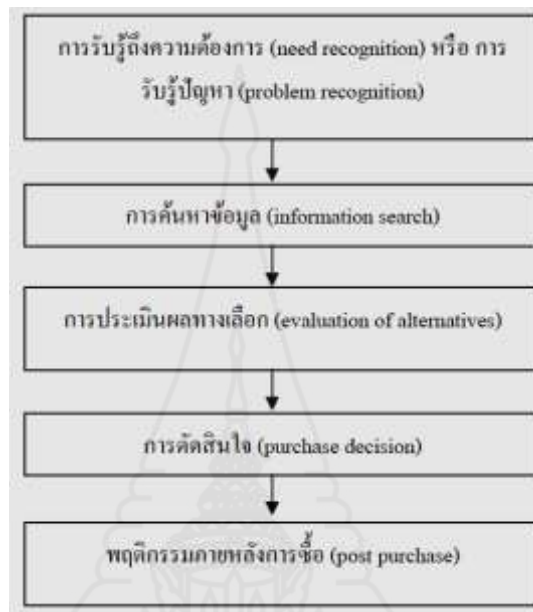 การรับรู้ถึงความต้องการ (need recognition) หรือ การ
รับรู้ปัญหา (problem recognition)
การค้นหาข้อมูล (information search)
การประเมินผลทางเลือก (evaluation of alternatives)
การตัดสินใจ (purchase decision)
พฤติกรรมภายหลังการซื้อ (post purchase)